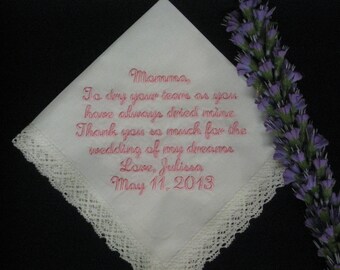 Momma,
To dry your tears as you
have always dried mine.
Thank you so much for the
wedding of my dreams
Love, Julissa
May 11, 2013